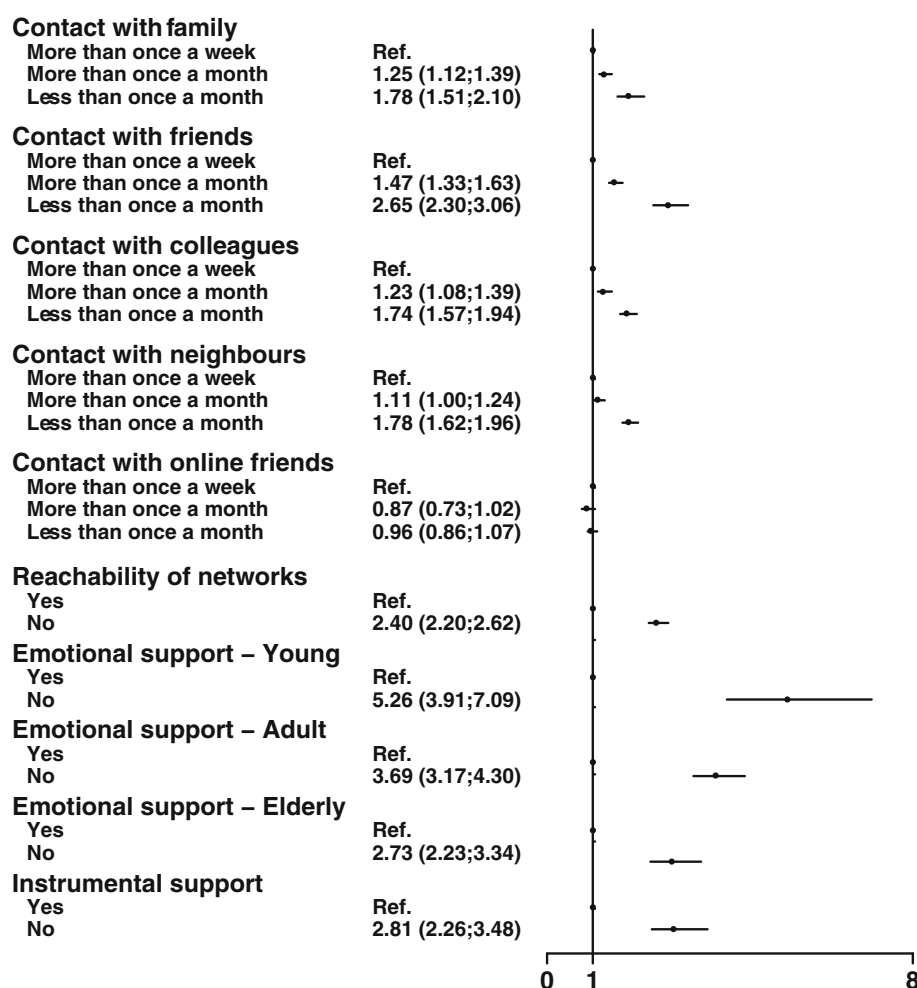 Contact with family
More than once a week Ref.
More than once a month 1.25 (1.12;1.39)
Less than once a month 1.78 (1.51;2.10)
Contact with friends
More than once a week Ref.
More than once a month 1.47 (1.33;1.63)
Less than once a month 2.65 (2.30;3.06)
Contact with colleagues
More than once a week Ref.
More than once a month 1.23 (1.08;1.39)
Less than once a month 1.74 (1.57;1.94)
Contact with neighbours
More than once a week Ref.
More than once a month 1.11 (1.00;1.24)
Less than once a month 1.78 (1.62;1.96)
Contact with online friends
More than once a week Ref.
More than once a month 0.87 (0.73;1.02)
Less than once a month 0.96 (0.86;1.07)
Reachability of networks
Yes Ref.
No 2.40 (2.20;2.62)
Emotional support – Young
Yes Ref.
No 5.26 (3.91;7.09)
Emotional support – Adult
Yes Ref.
No 3.69 (3.17;4.30)
Emotional support – Elderly
Yes Ref.
No 2.73 (2.23;3.34)
Instrumental support
Yes Ref.
No 2.81 (2.26;3.48)
0 1 8